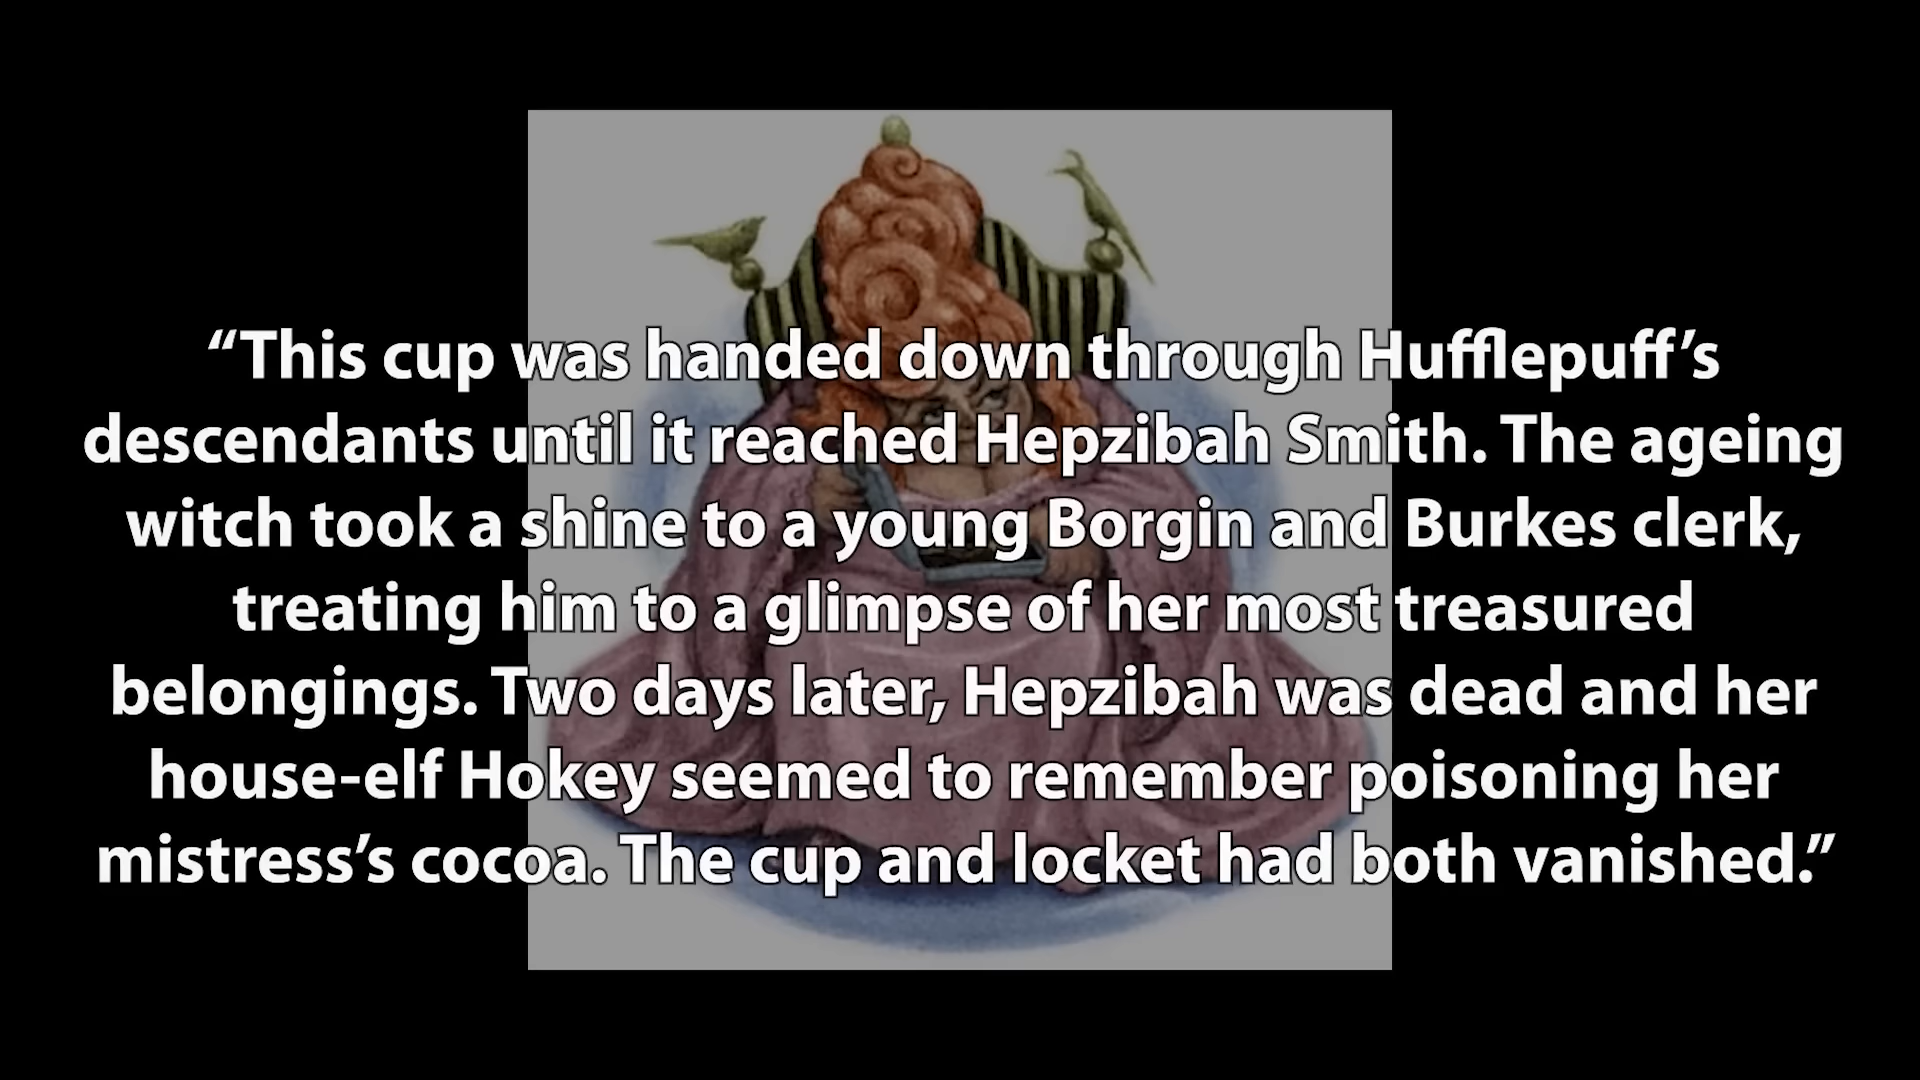 “This cup was handed down through Hufflepuff’s
descendants until it reached Hepzibah Smith. The ageing
witch took a shine to a young Borgin and Burkes clerk,
treating him to a glimpse of her most treasured
belongings. Two days later, Hepzibah was dead and her
house-elf Hokey seemed to remember poisoning her
mistress’s cocoa. The cup and locket had both vanished.”